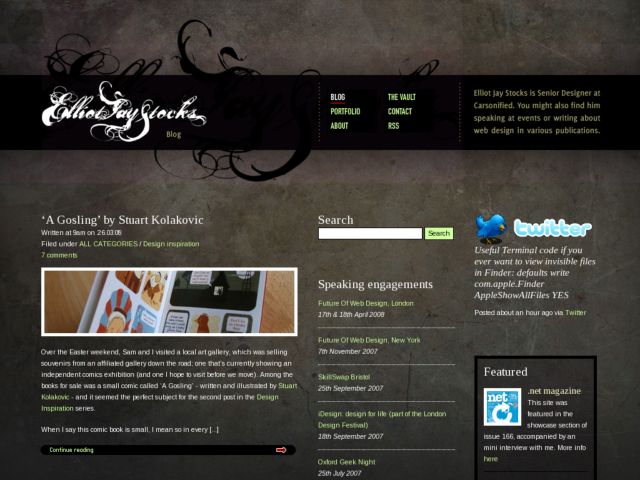 Elliot Jay Stocks
Blog
BLOG
PORTFOLIO
ABOUT
THE VAULT
CONTACT
RSS
Elliot Jay Stocks is Senior Designer at
Carsonified. You might also find him
speaking at events or writing about
web design in various publications.
‘A Gosling’ by Stuart Kolakovic
Written at 9am on 26.03.08
Filed under ALL CATEGORIES / Design inspiration
7 comments
Over the Easter weekend, Sam and I visited a local art gallery, which was selling
souvenirs from an affiliated gallery down the road; one that's currently showing an
independent comics exhibition (and one I hope to visit before we move). Among the
books for sale was a small comic called 'A Gosling' - written and illustrated by Stuart
Kolakovic - and it seemed the perfect subject for the second post in the Design
Inspiration series.
When I say this comic book is small, I mean so in every [...]
Continue reading
Search
Search
Speaking engagements
Future Of Web Design, London
17th & 18th April 2008
Future Of Web Design, New York
7th November 2007
SkillSwap Bristol
25th September 2007
iDesign: design for life (part of the London
Design Festival)
18th September 2007
Oxford Geek Night
25th July 2007
twitter
Useful Terminal code if you
ever want to view invisible files
in Finder: defaults write
com.apple.Finder
AppleShowAllFiles YES
Posted about an hour ago via Twitter
Featured
net
.net magazine
This site was
featured in the
showcase section of
issue 166, accompanied by an
mini interview with me. More info
here